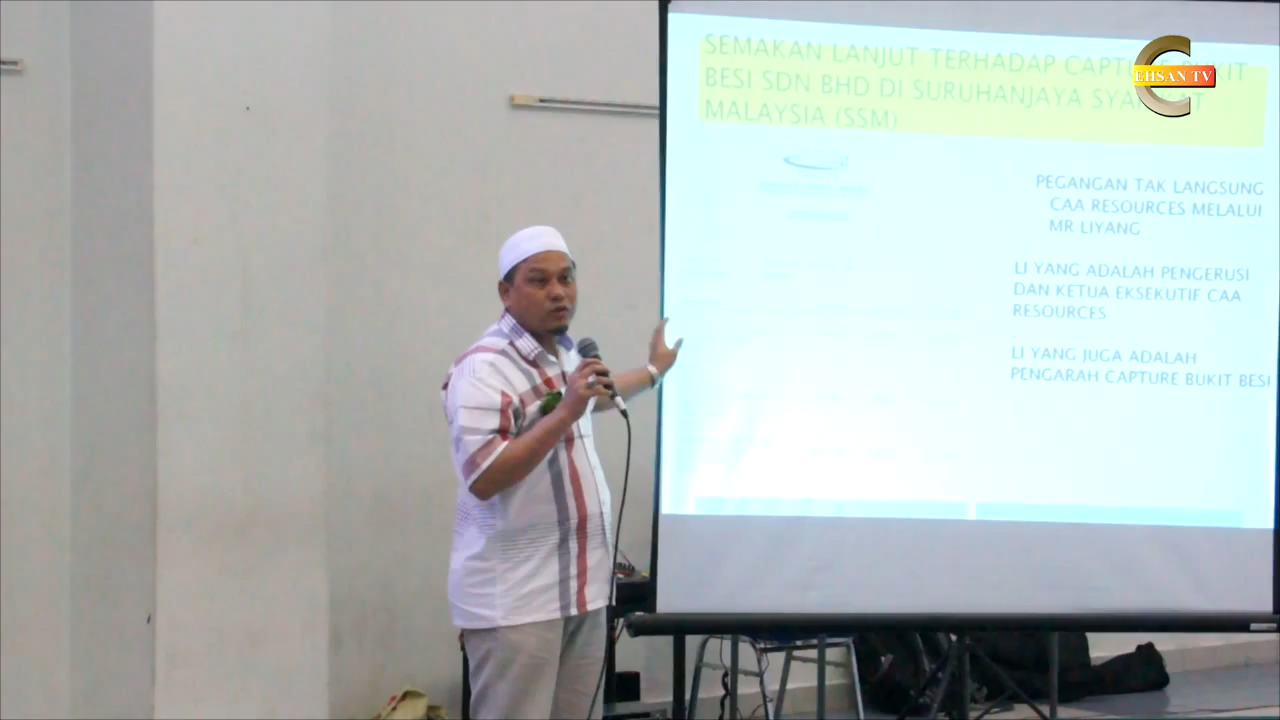 SEMAKAN LANJUT TERHADAP CAPTURE BUKIT
BESI SDN BHD DI SURUHANJAYA SYARIKAT
MALAYSIA (SSM)
EHSAN TV
PEGANGAN TAK LANGSUNG
CAA RESOURCES MELALUI
MR LIYANG
LI YANG ADALAH PENGERUSI
DAN KETUA EKSEKUTIF CAA
RESOURCES
LI YANG JUGA ADALAH
PENGARAH CAPTURE BUKIT BESI